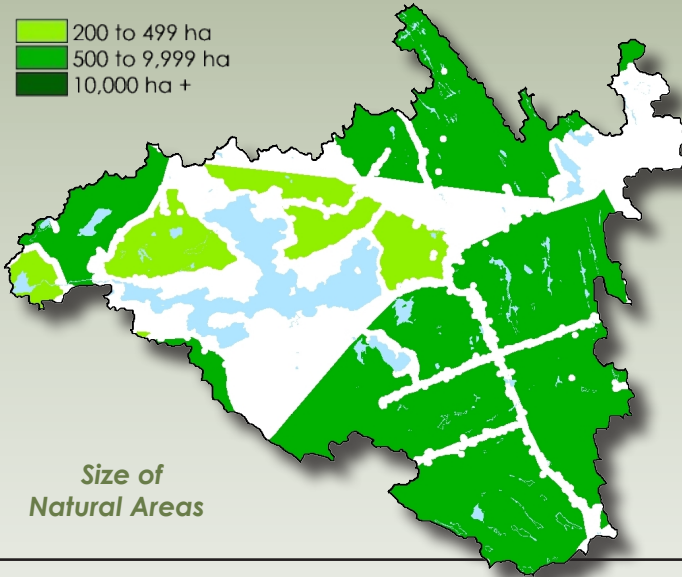 200 to 499 ha
500 to 9,999 ha
10,000 ha +
Size of
Natural Areas